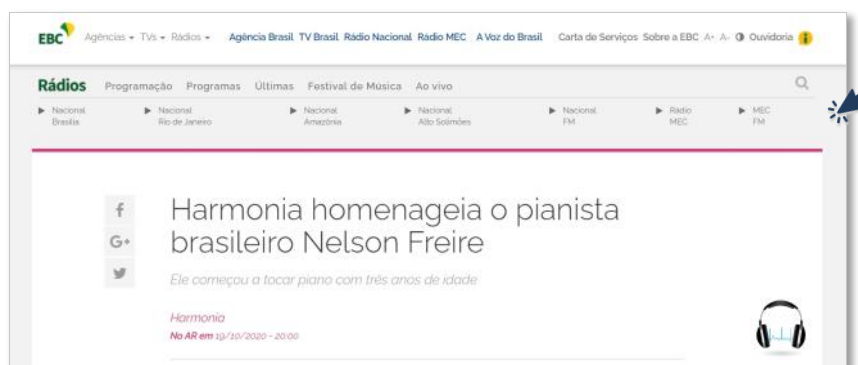 EBC Agências TVs Rádios Agência Brasil TV Brasil Rádio Nacional Rádio MEC A Voz do Brasil Carta de Serviços Sobre a EBC A+ A- Ouvidoria i
Rádios Programação Programas Últimas Festival de Música Ao vivo
Nacional Brasília
Nacional Rio de Janeiro
Nacional Amazônia
Nacional Alto Solimões
Nacional FM
Rádio MEC
MEC FM
f
G+
Harmonia homenageia o pianista
brasileiro Nelson Freire
Ele começou a tocar piano com três anos de idade
Harmonia
No AR em 19/10/2020 - 20:00